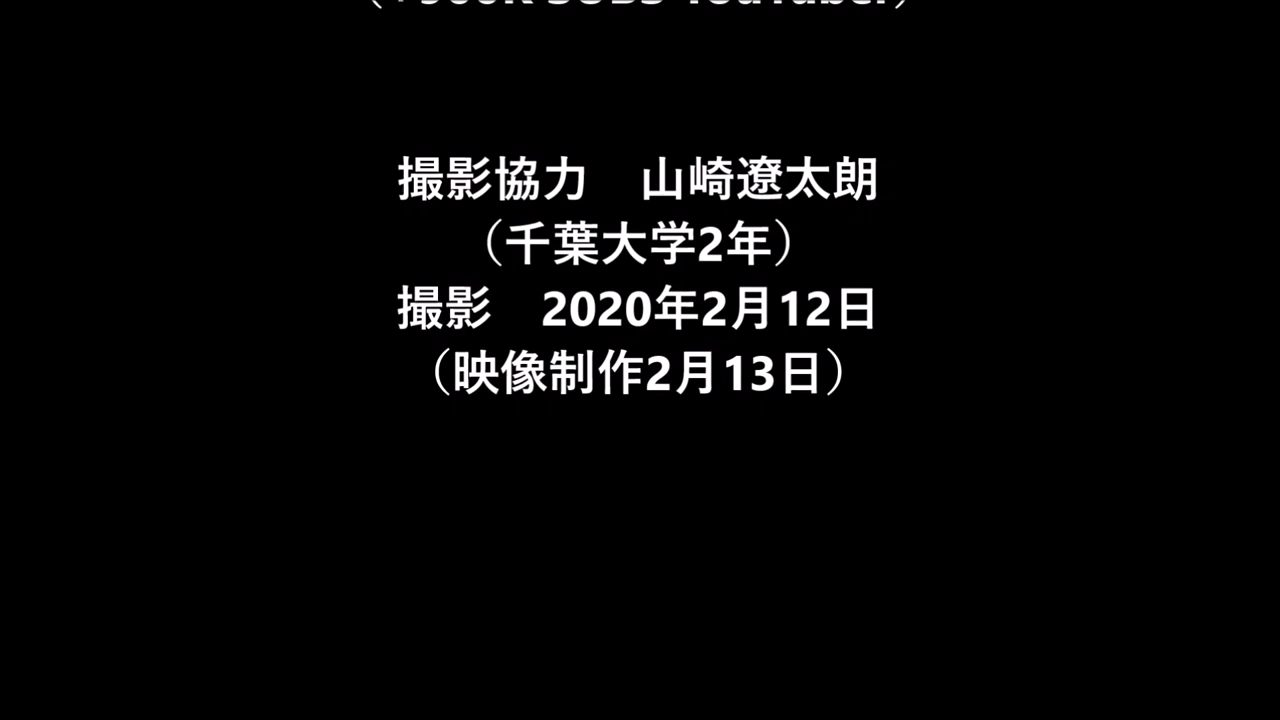 撮影協力　山崎遼太朗
（千葉大学2年）
撮影　2020年2月12日
（映像制作2月13日）